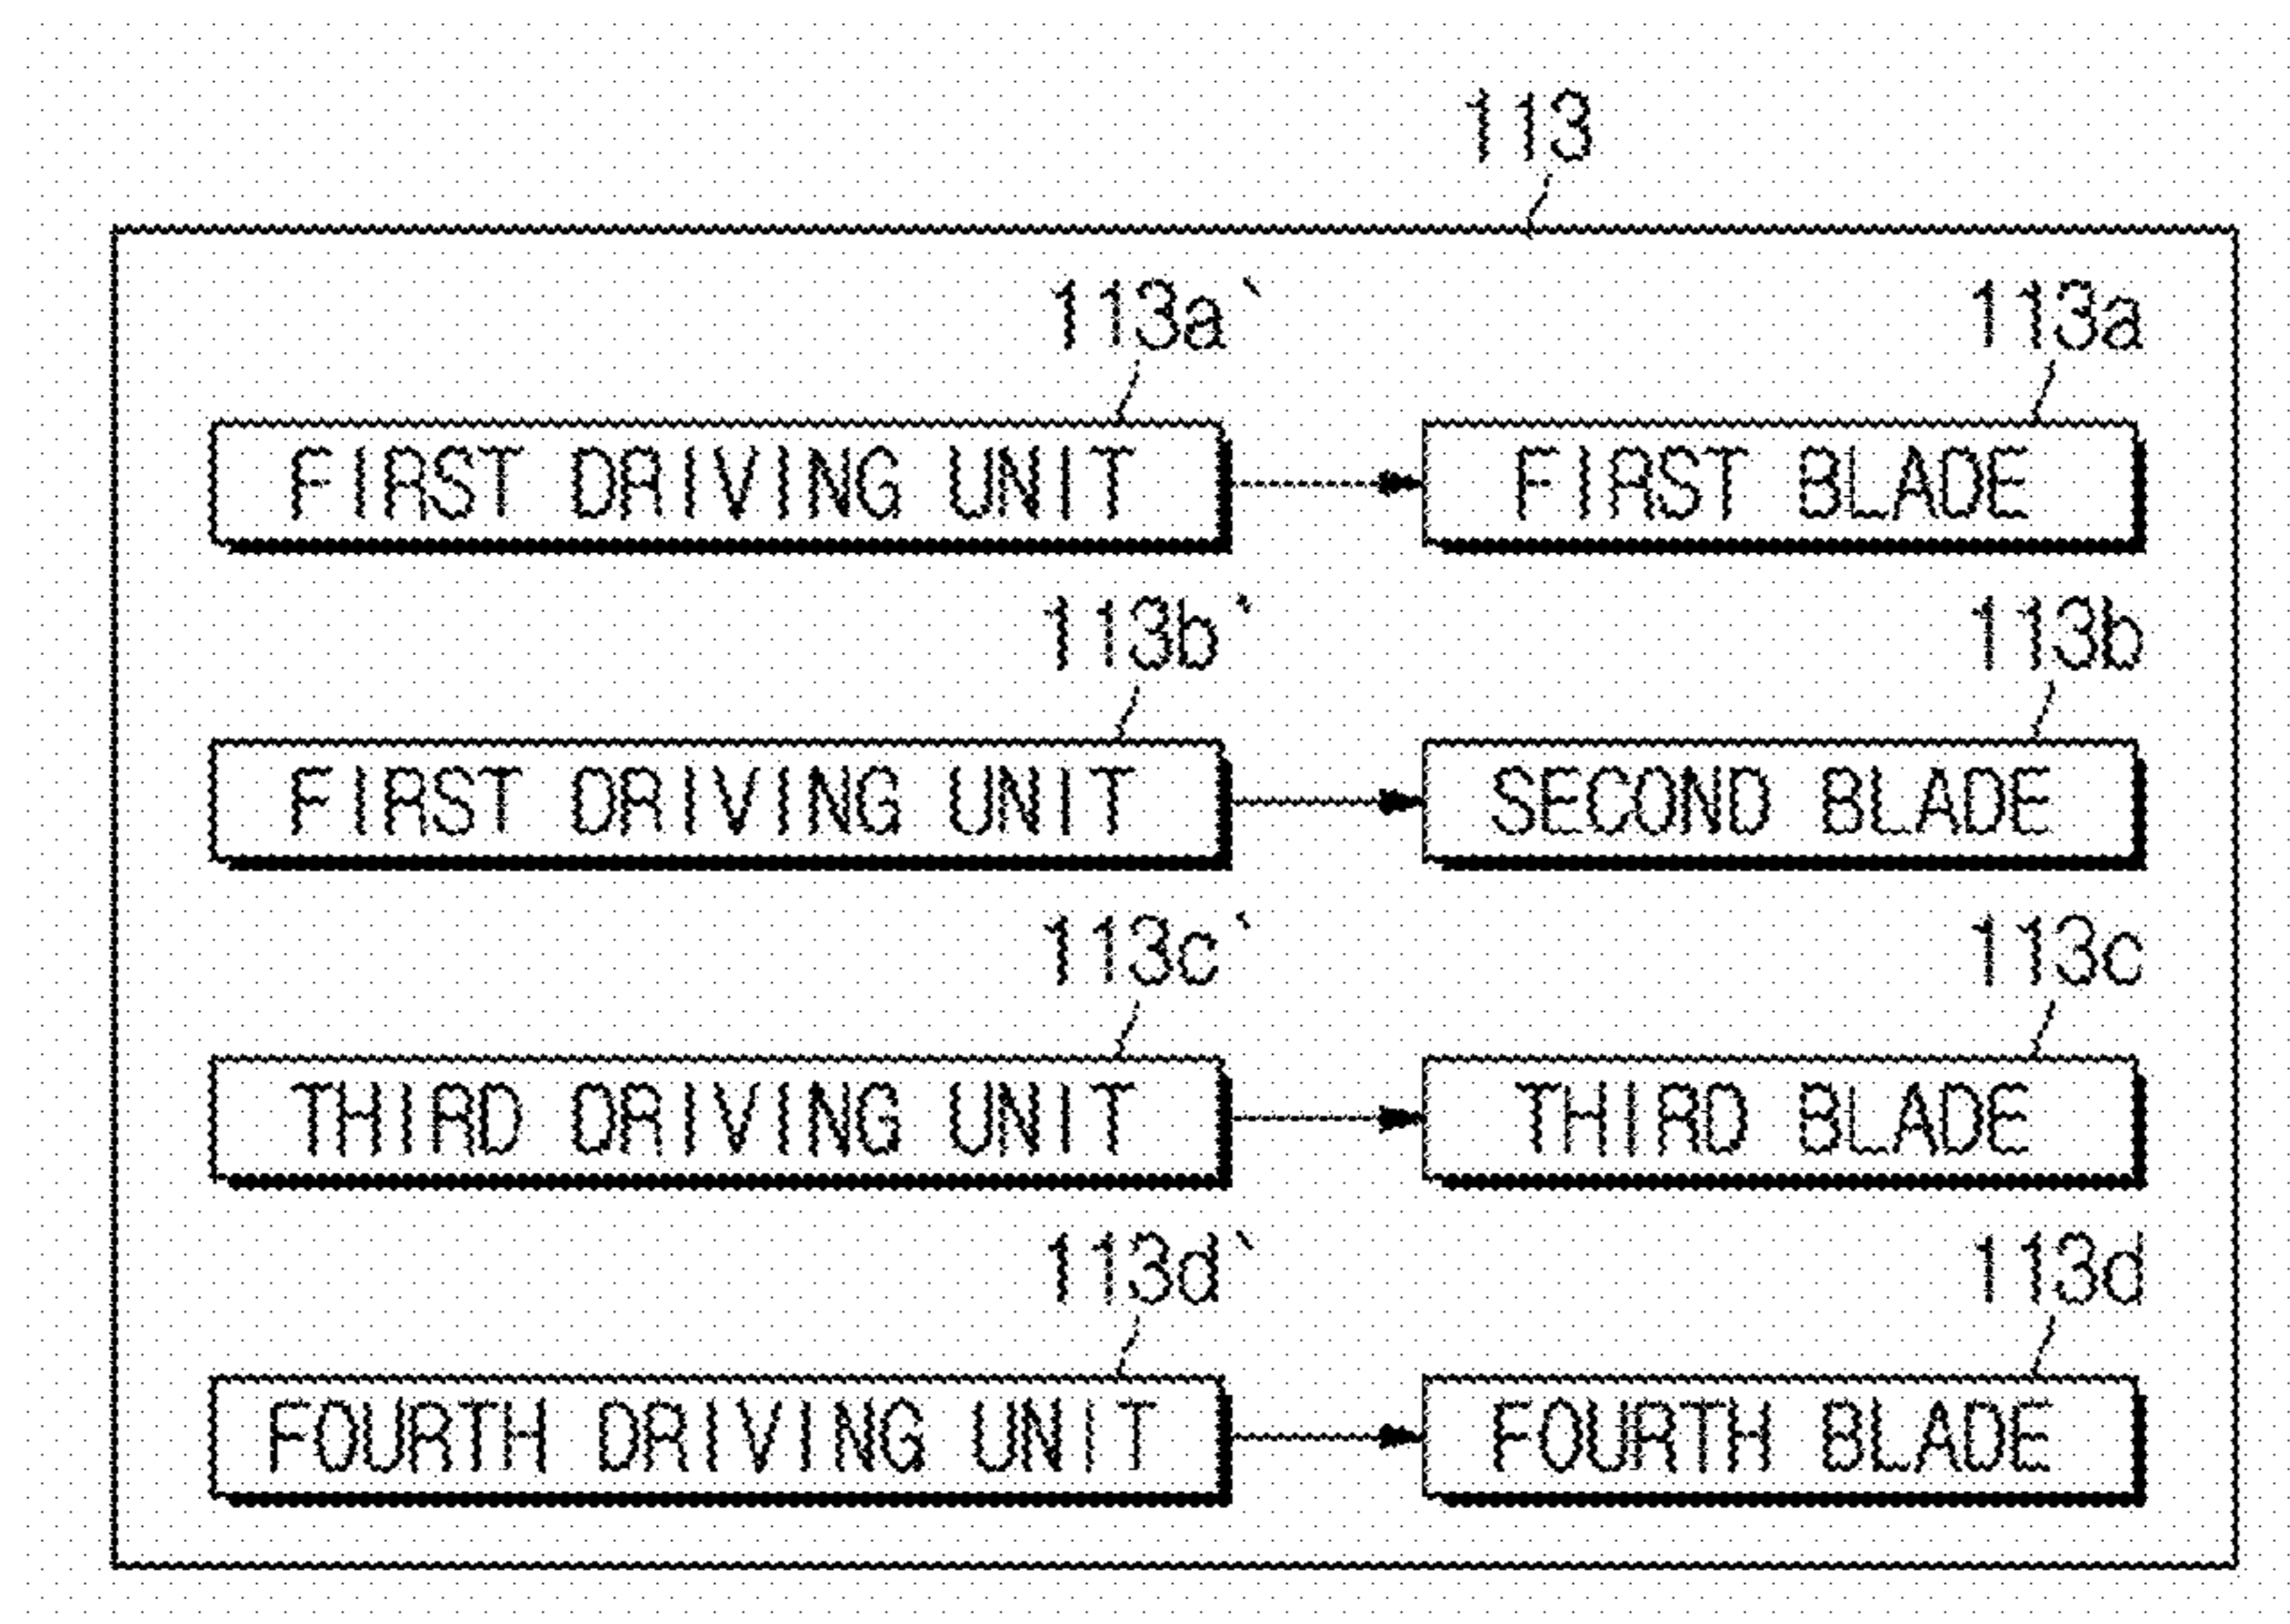 113
113a` 113a
FIRST DRIVING UNIT FIRST BLADE
113b` 113b
FIRST DRIVING UNIT SECOND BLADE
113c` 113c
THIRD DRIVING UNIT THIRD BLADE
113d` 113d
FOURTH DRIVING UNIT FOURTH BLADE